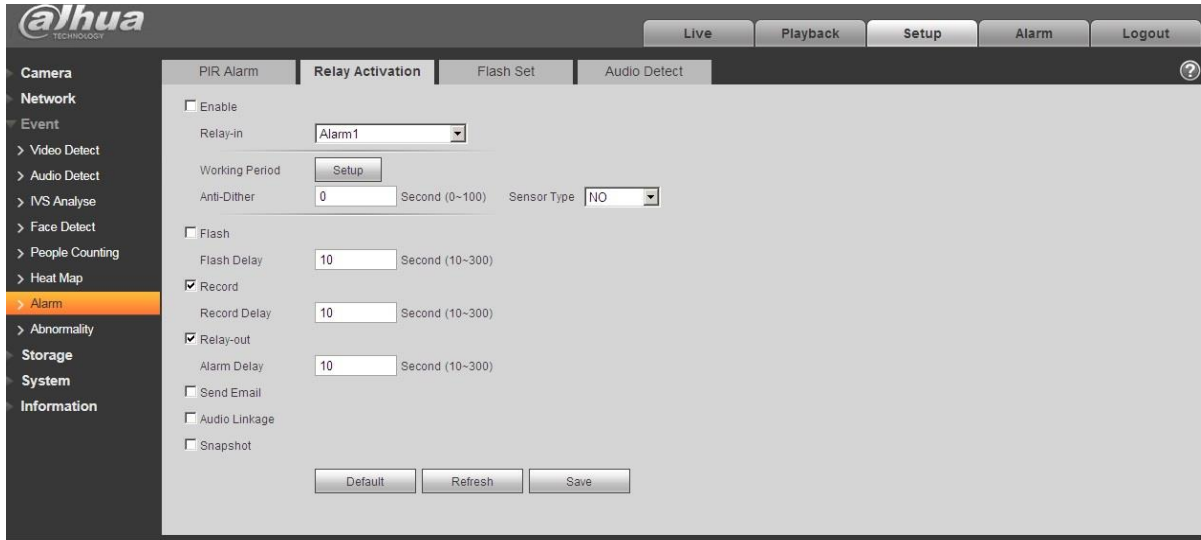 alhua
TECHNOLOGY
Live Playback Setup Alarm Logout
Camera
Network
Event
Video Detect
Audio Detect
IVS Analyse
Face Detect
People Counting
Heat Map
Alarm
Abnormality
Storage
System
Information
PIR Alarm Relay Activation Flash Set Audio Detect ?
Enable
Relay-in Alarm1
Working Period Setup
Anti-Dither 0 Second (0~100) Sensor Type NO
Flash
Flash Delay 10 Second (10~300)
Record
Record Delay 10 Second (10~300)
Relay-out
Alarm Delay 10 Second (10~300)
Send Email
Audio Linkage
Snapshot
Default Refresh Save